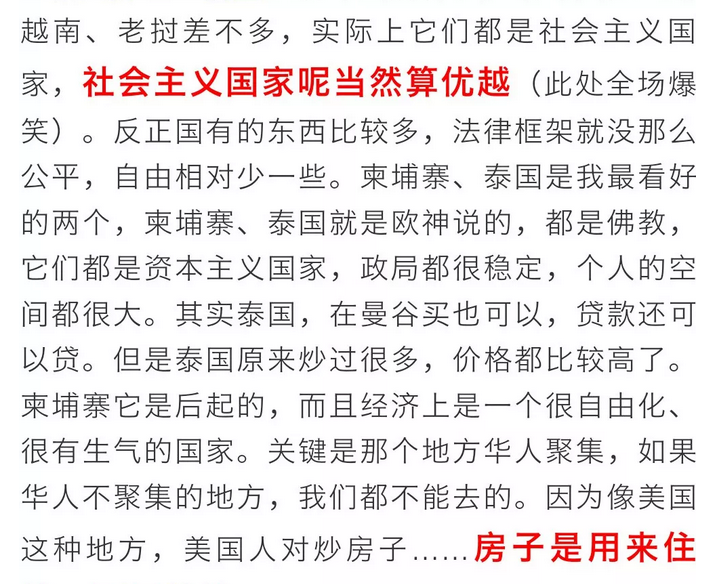 越南、老挝差不多，实际上它们都是社会主义国
家，社会主义国家呢当然算优越（此处全场爆
笑）。反正国有的东西比较多，法律框架就没那么
公平，自由相对少一些。柬埔寨、泰国是我最看好
的两个，柬埔寨、泰国就是欧神说的，都是佛教，
它们都是资本主义国家，政局都很稳定，个人的空
间都很大。其实泰国，在曼谷买也可以，贷款还可
以贷。但是泰国原来炒过很多，价格都比较高了。
柬埔寨它是后起的，而且经济上是一个很自由化、
很有生气的国家。关键是那个地方华人聚集，如果
华人不聚集的地方，我们都不能去的。因为像美国
这种地方，美国人对炒房子……房子是用来住